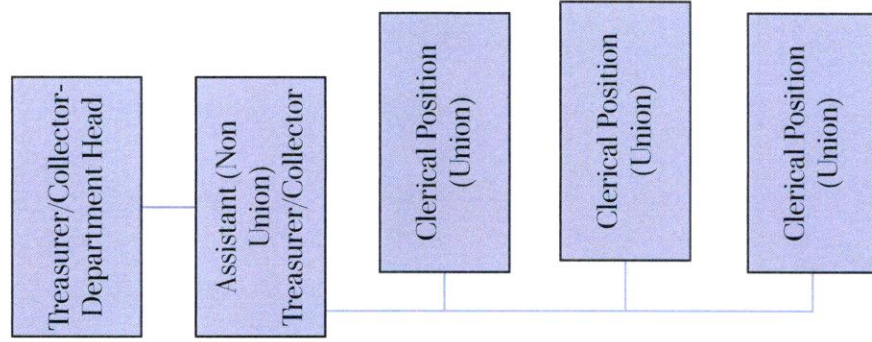 Treasurer/Collector-
Department Head
Assistant (Non
Union)
Treasurer/Collector
Clerical Position
(Union)
Clerical Position
(Union)
Clerical Position
(Union)